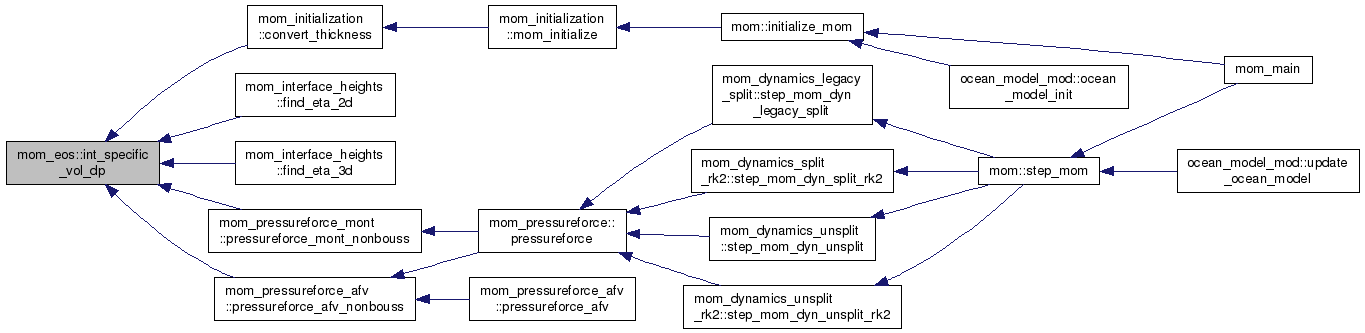 mom_eos::int_specific
_vol_dp
mom_initialization
::convert_thickness
mom_interface_heights
::find_eta_2d
mom_interface_heights
::find_eta_3d
mom_pressureforce_mont
::pressureforce_mont_nonbouss
mom_pressureforce_afv
::pressureforce_afv_nonbouss
mom_initialization
::mom_initialize
mom_pressureforce::
pressureforce
mom_pressureforce_afv
::pressureforce_afv
mom::initialize_mom
mom_dynamics_legacy
_split::step_mom_dyn
_legacy_split
mom_dynamics_split
_rk2::step_mom_dyn_split_rk2
mom_dynamics_unsplit
::step_mom_dyn_unsplit
mom_dynamics_unsplit
_rk2::step_mom_dyn_unsplit_rk2
ocean_model_mod::ocean
_model_init
mom::step_mom
mom_main
ocean_model_mod::update
_ocean_model